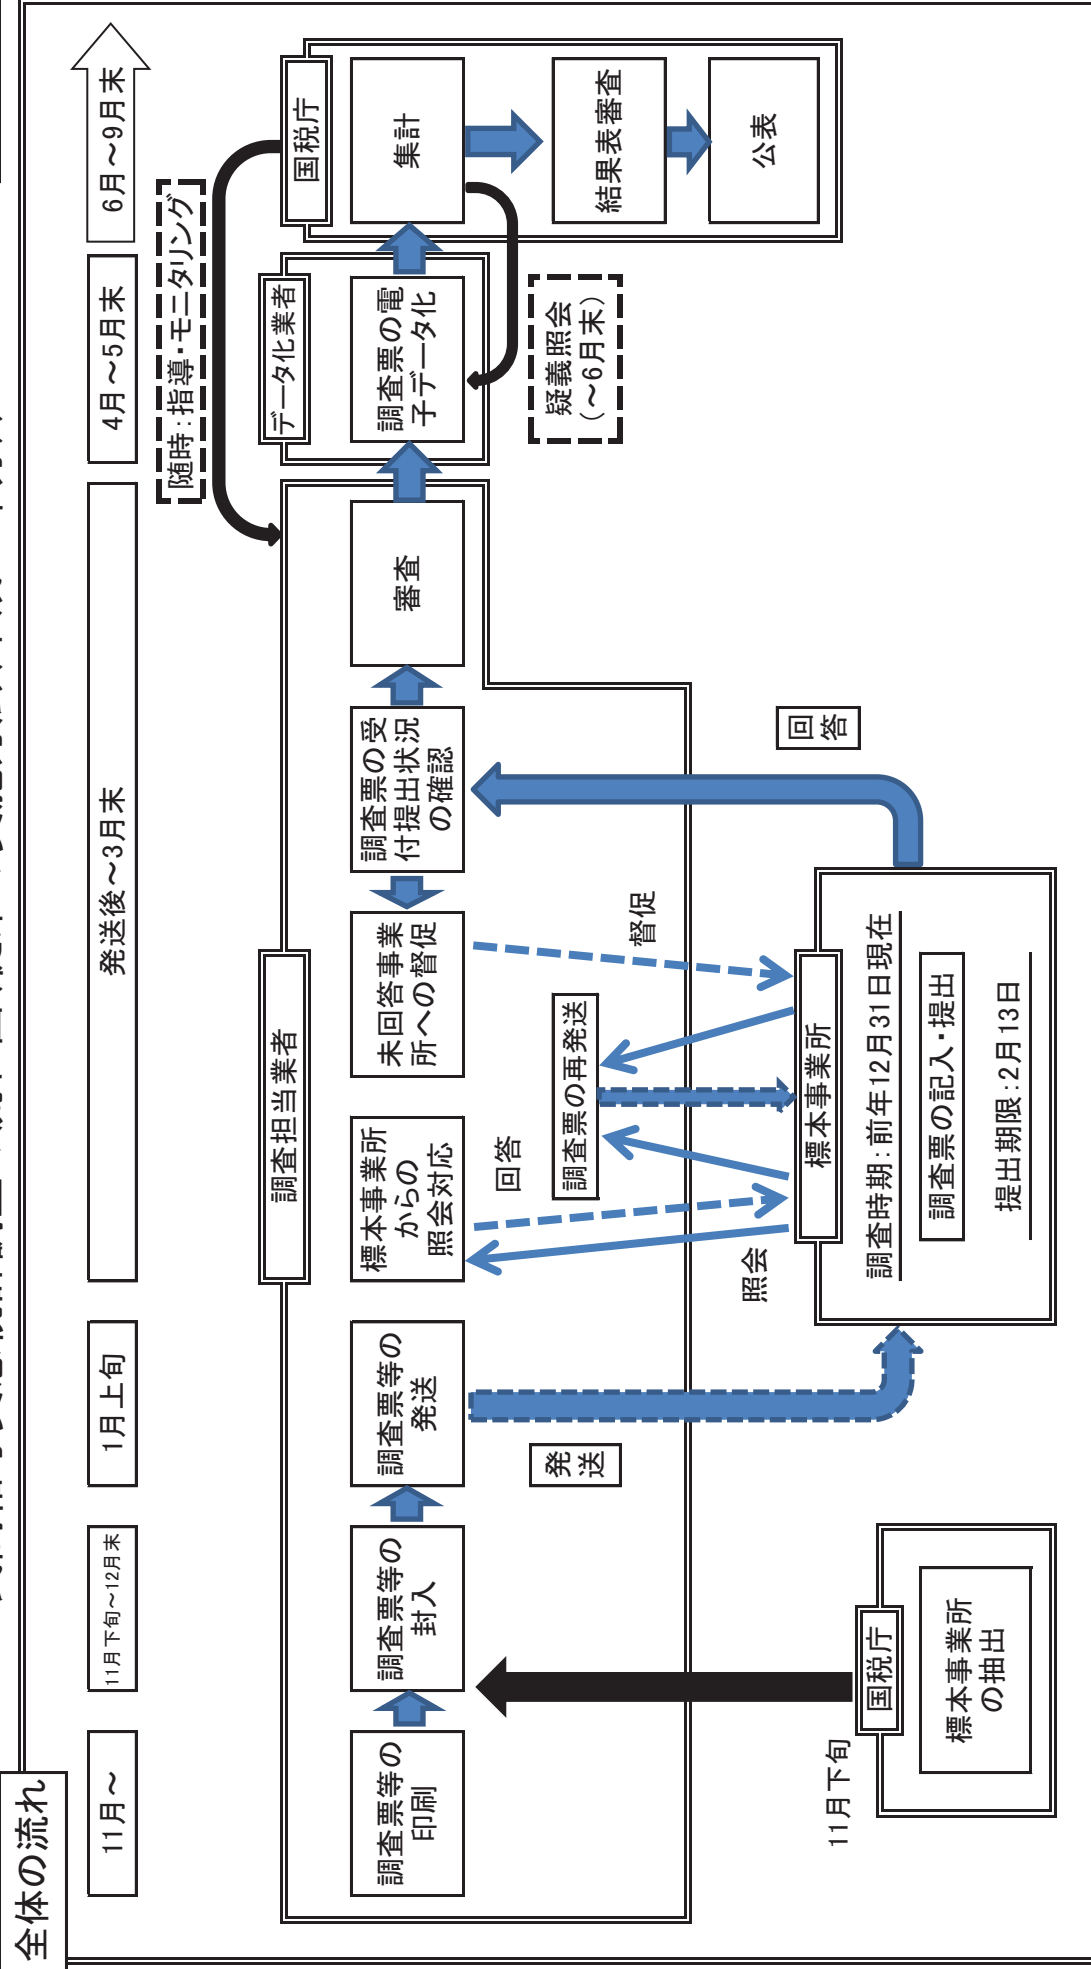 全体の流れ
11月～
11月下旬～12月末
1月上旬
発送後～3月末
4月～5月末
6月～9月末
随時：指導・モニタリング
調査担当業者
データ化業者
国税庁
調査票等の
印刷
調査票等の
封入
調査票等の
発送
標本事業所
からの
照会対応
未回答事業
所への督促
調査票の受
付提出状況
の確認
審査
調査票の電
子データ化
集計
結果表審査
公表
疑義照会
（～6月末）
発
送
回答
調査票の再発送
督促
照会
回
答
11月下旬
国税庁
標本事業所
の抽出
標本事業所
調査時期：前年12月31日現在
調査票の記入・提出
提出期限：2月13日